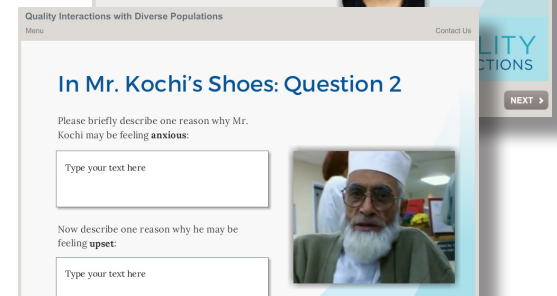 Quality Interactions with Diverse Populations
Menu
Contact Us
In Mr. Kochi's Shoes: Question 2
Please briefly describe one reason why Mr.
Kochi may be feeling anxious:
Type your text here
Now describe one reason why he may be
feeling upset:
Type your text here
LITY
CTIONS
NEXT >